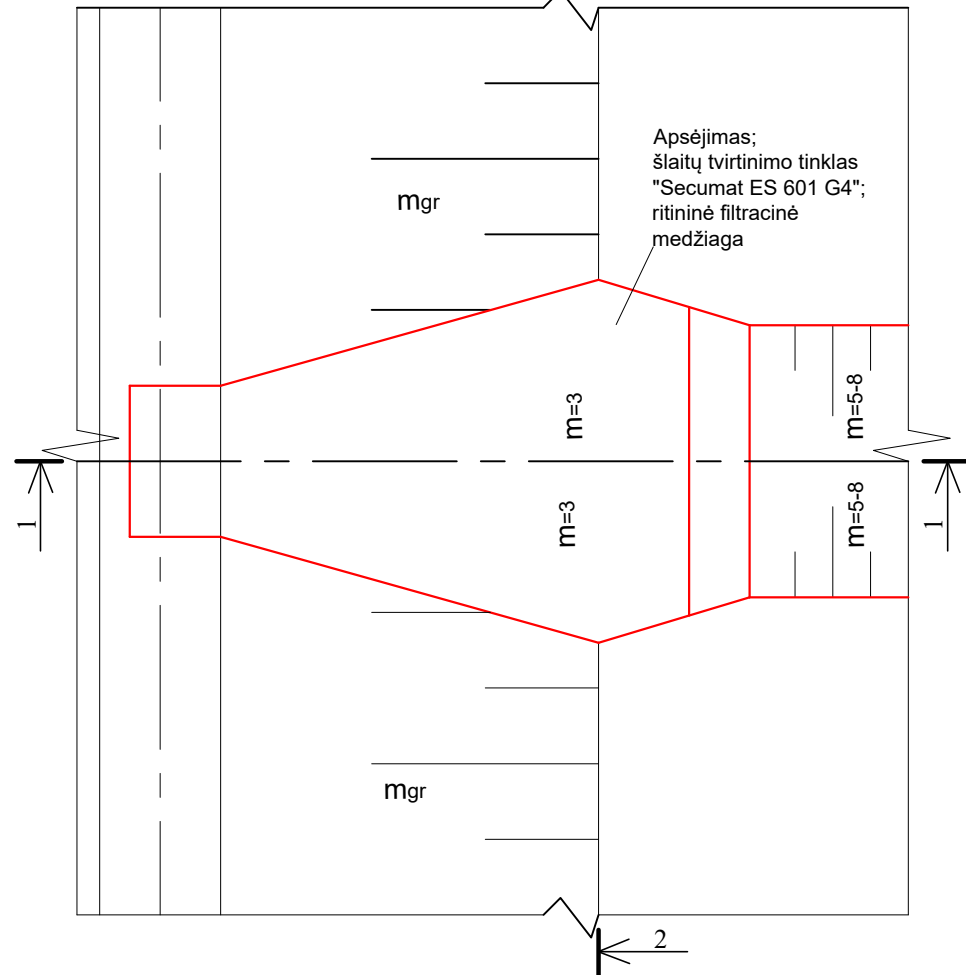 Apsėjimas;
šlaitų tvirtinimo tinklas
"Secumat ES 601 G4";
ritininė filtracinė
medžiaga
mgr
m=3
m=5-8
1
1
m=3
m=5-8
mgr
2